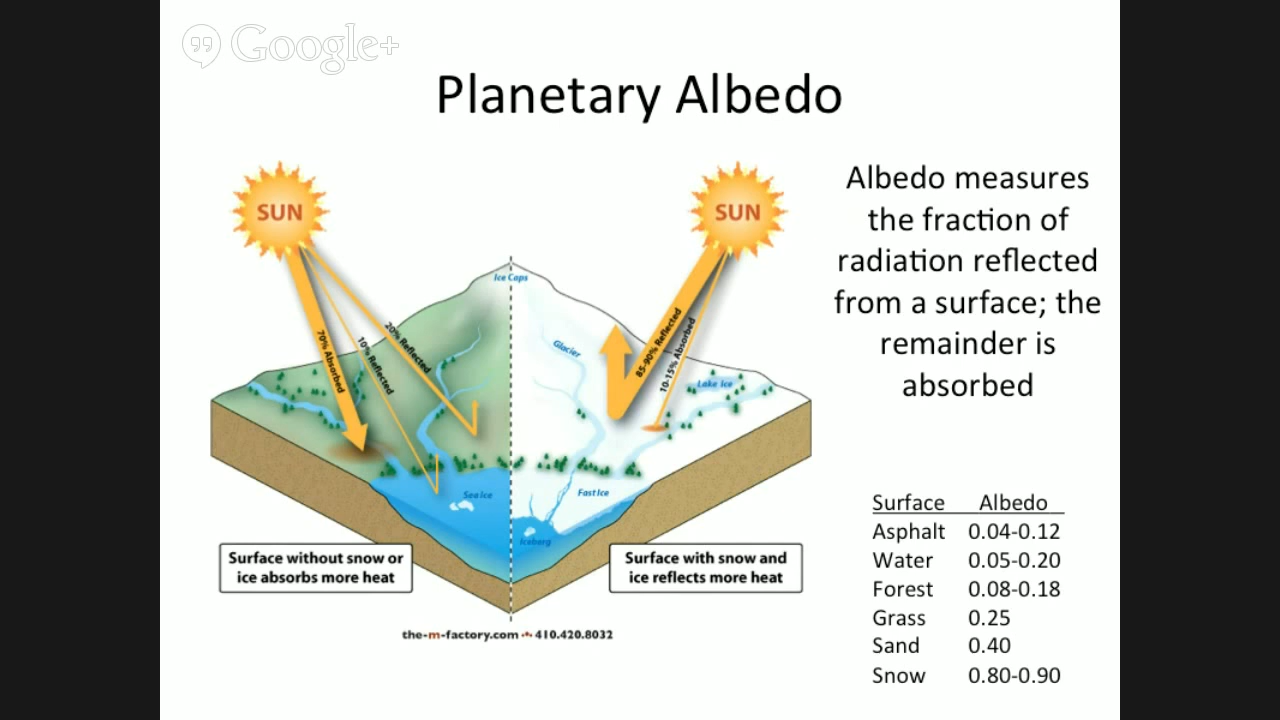 Google+
Planetary Albedo
SUN
SUN
Albedo measures
the fraction of
radiation reflected
from a surface; the
remainder is
absorbed
Ice Caps
70% Absorbed
10% Reflected
20% Reflected
85-90% Reflected
10-15% Absorbed
Glacier
Lake Ice
Sea Ice
Fast Ice
Iceberg
Surface without snow or
ice absorbs more heat
Surface with snow and
ice reflects more heat
the-m-factory.com 410.420.8032
Surface Albedo
Asphalt 0.04-0.12
Water 0.05-0.20
Forest 0.08-0.18
Grass 0.25
Sand 0.40
Snow 0.80-0.90